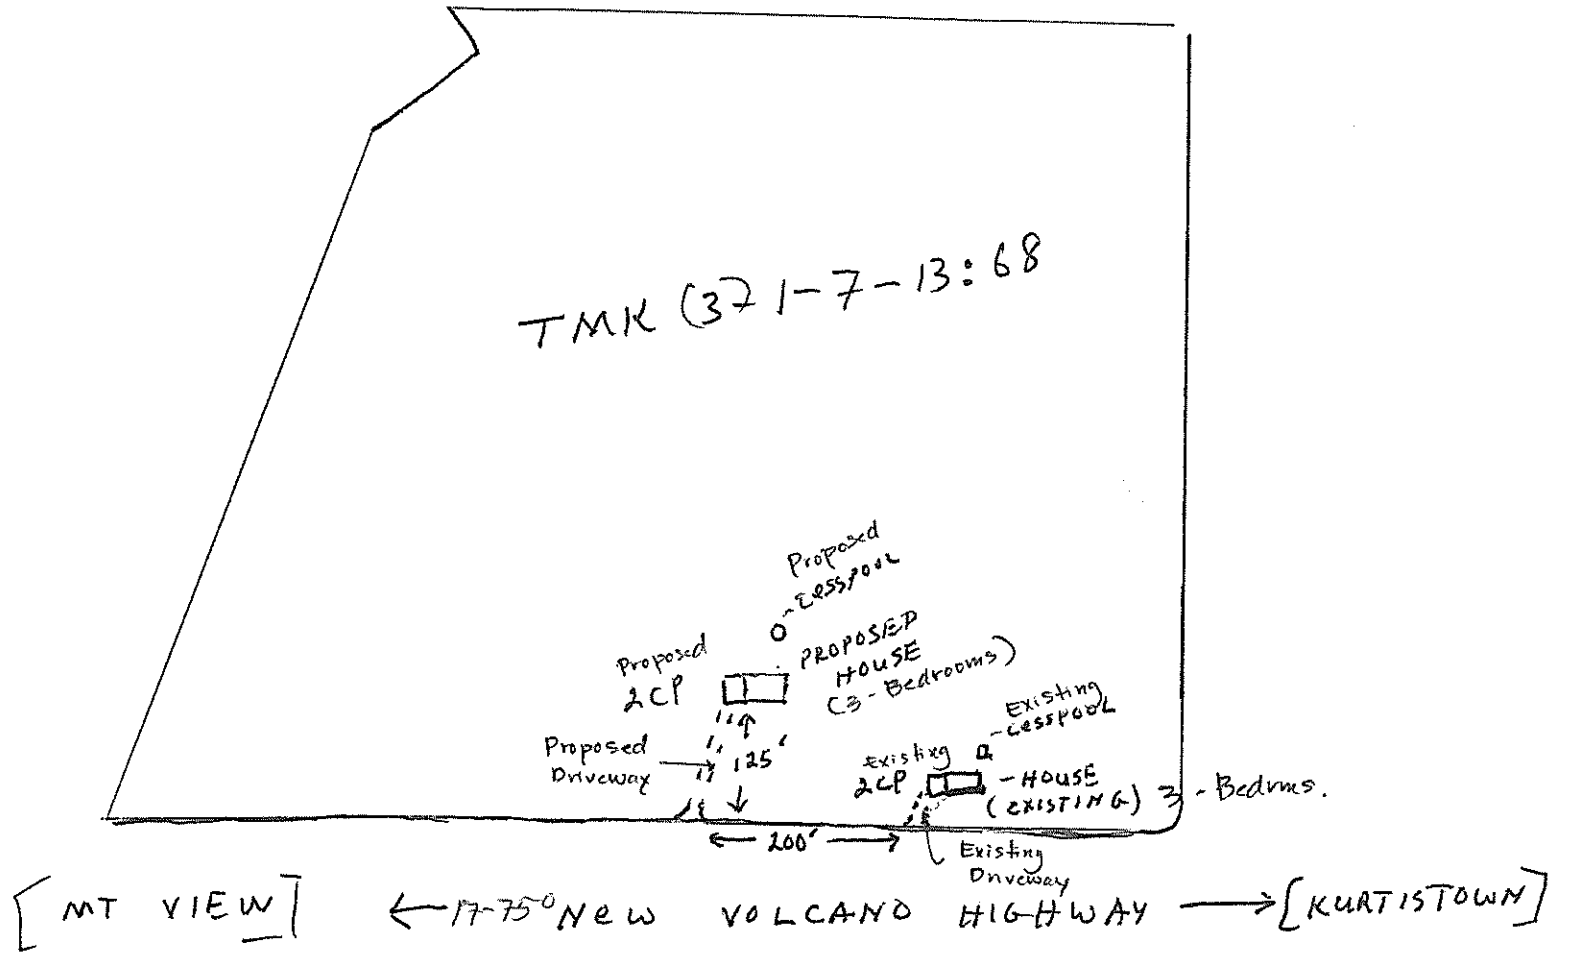 TMK (3) 1-7-13:68
Proposed
Cesspool
PROPOSED
HOUSE
(3-Bedrooms)
Proposed
2CP
Proposed
Driveway
125'
Existing
Cesspool
Existing
2CP
-HOUSE
(EXISTING) 3-Bedrms.
200'
Existing
Driveway
[MT VIEW] ← 17-750 NEW VOLCANO HIGHWAY → [KURTISTOWN]